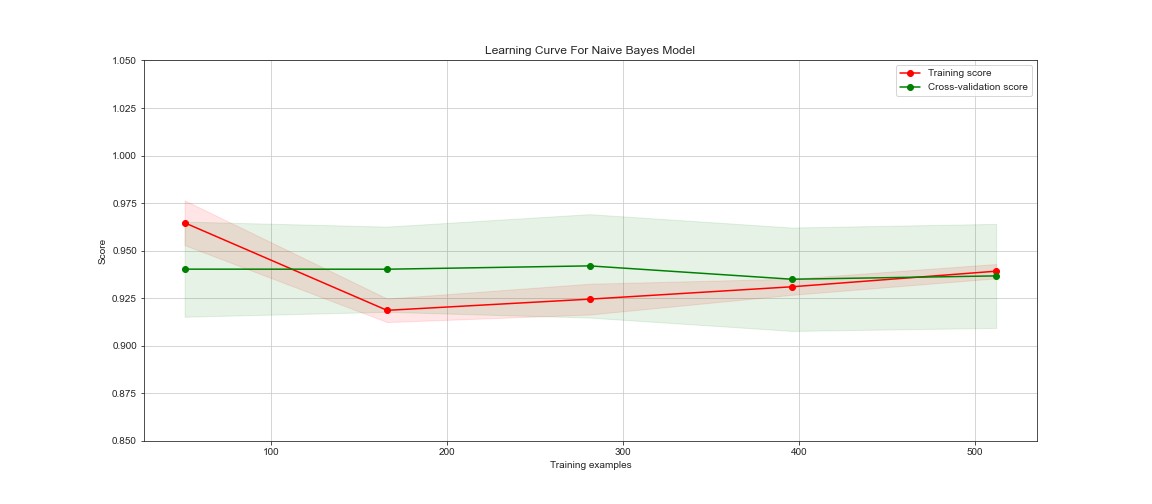 Learning Curve For Naive Bayes Model
1.050
1.025
1.000
0.975
0.950
0.925
0.900
0.875
0.850
Score
Training score
Cross-validation score
100
200
300
400
500
Training examples